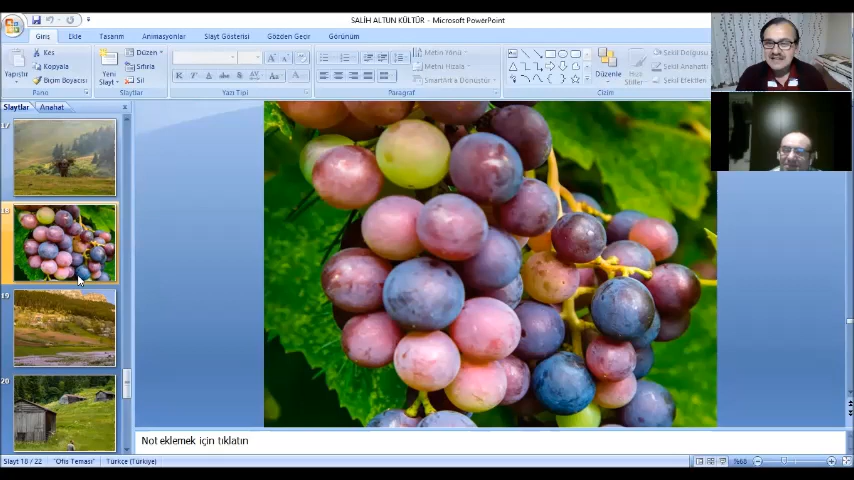 SALİH ALTUN KÜLTÜR - Microsoft PowerPoint
Giriş Ekle Tasarım Animasyonlar Slayt Gösterisi Gözden Geçir Görünüm
Yapıştır
Kes
Kopyala
Biçim Boyacısı
Pano
Yeni Slayt
Düzen
Sıfırla
Sil
Slaytlar
K T A S abc
Aa A
Yazı Tipi
Metin Yönü
Metni Hizala
SmartArt'a Dönüştür
Paragraf
Düzenle
Hızlı Stiller
Şekil Dolgusu
Şekil Anahattı
Şekil Efektleri
Çizim
Slaytlar Anahat
17
18
19
20
Not eklemek için tıklatın
Slayt 18 / 22 "Ofis Teması" Türkçe (Türkiye) %68